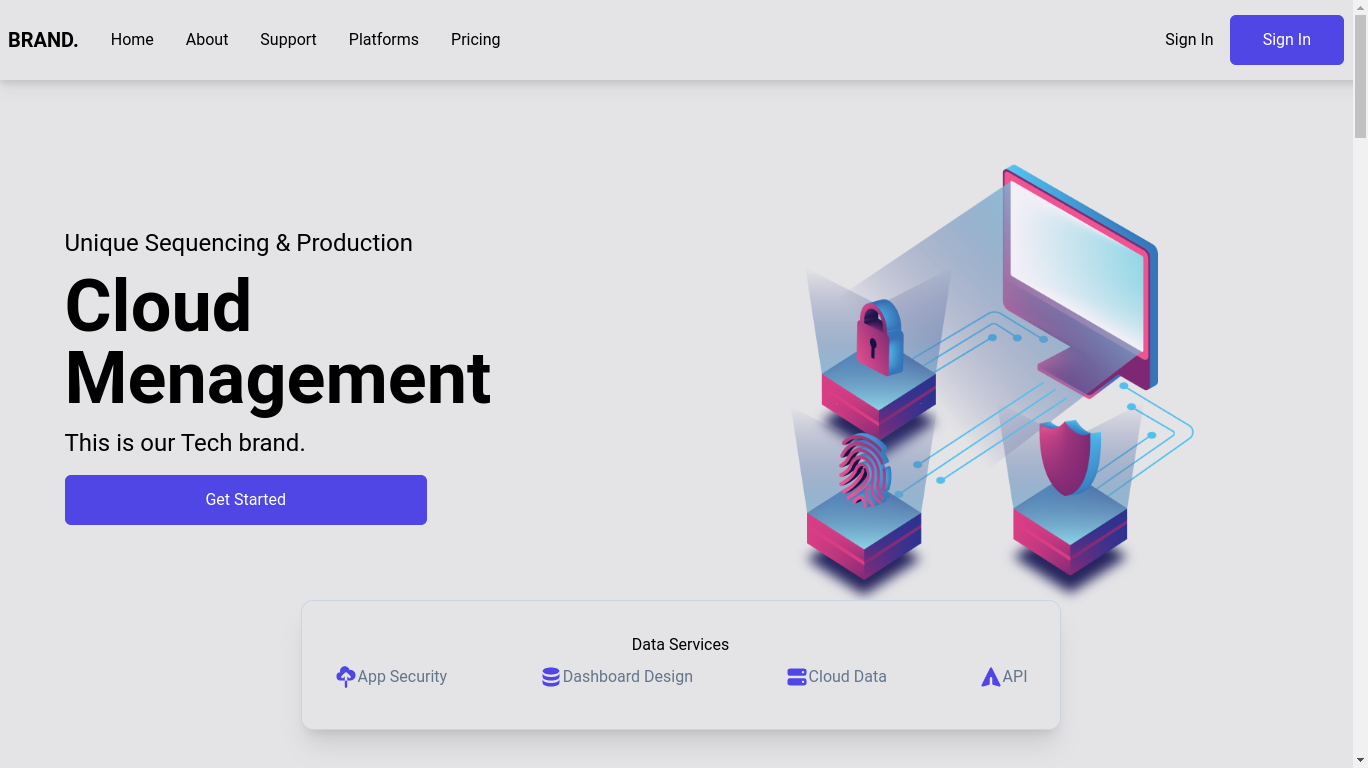 BRAND. Home About Support Platforms Pricing Sign In Sign In
Unique Sequencing & Production
Cloud
Menagement
This is our Tech brand.
Get Started
Data Services
App Security Dashboard Design Cloud Data API